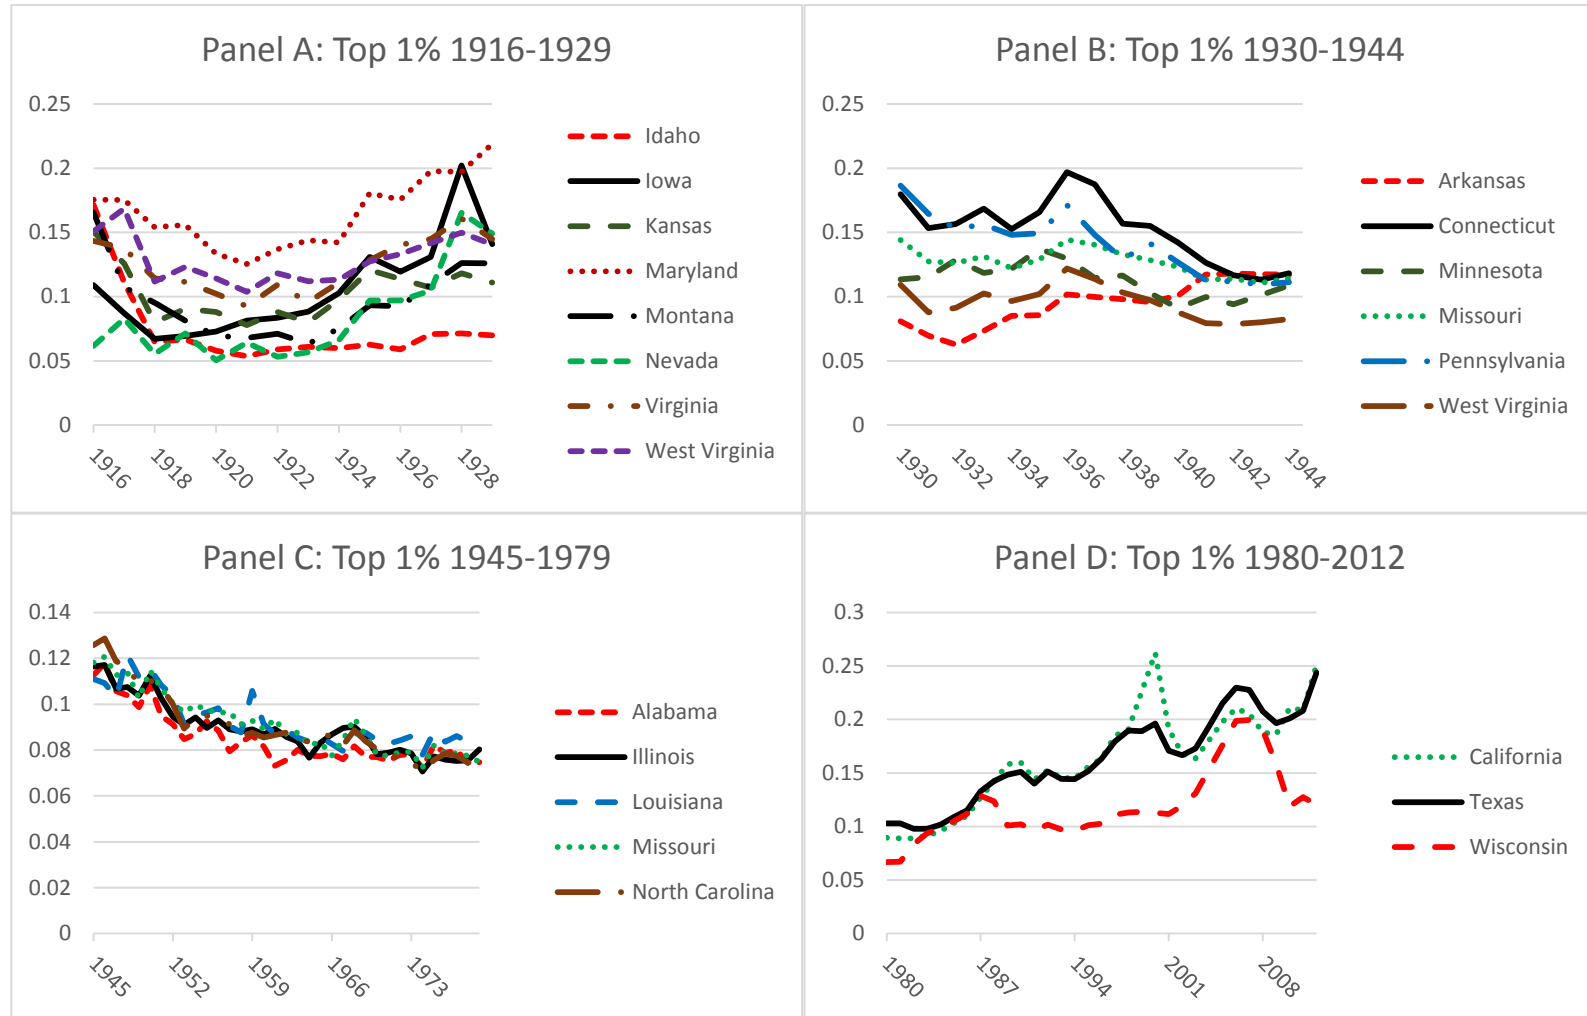 Panel A: Top 1% 1916-1929
0.25
0.2
0.15
0.1
0.05
0
1916
1918
1920
1922
1924
1926
1928
Idaho
Iowa
Kansas
Maryland
Montana
Nevada
Virginia
West Virginia
Panel B: Top 1% 1930-1944
0.25
0.2
0.15
0.1
0.05
0
1930
1932
1934
1936
1938
1940
1942
1944
Arkansas
Connecticut
Minnesota
Missouri
Pennsylvania
West Virginia
Panel C: Top 1% 1945-1979
0.14
0.12
0.1
0.08
0.06
0.04
0.02
0
1945
1952
1959
1966
1973
Alabama
Illinois
Louisiana
Missouri
North Carolina
Panel D: Top 1% 1980-2012
0.3
0.25
0.2
0.15
0.1
0.05
0
1980
1987
1994
2001
2008
California
Texas
Wisconsin